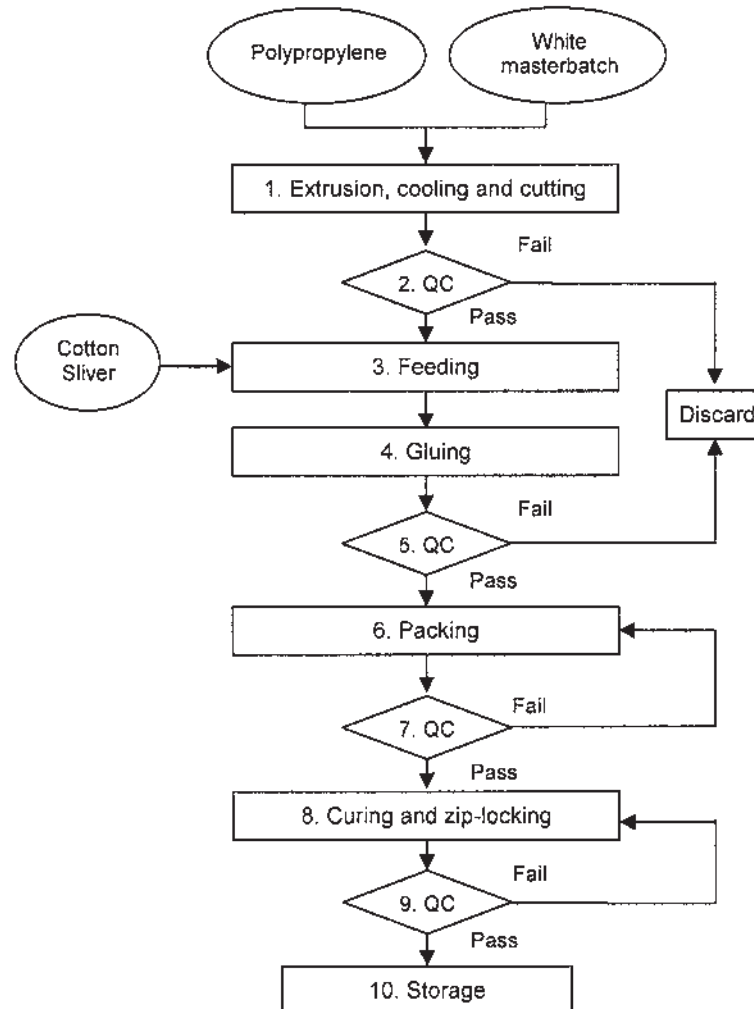 Polypropylene
White
masterbatch
1. Extrusion, cooling and cutting
Fail
2. QC
Pass
Cotton
Sliver
3. Feeding
Discard
4. Gluing
Fail
5. QC
Pass
6. Packing
Fail
7. QC
Pass
8. Curing and zip-locking
Fail
9. QC
Pass
10. Storage